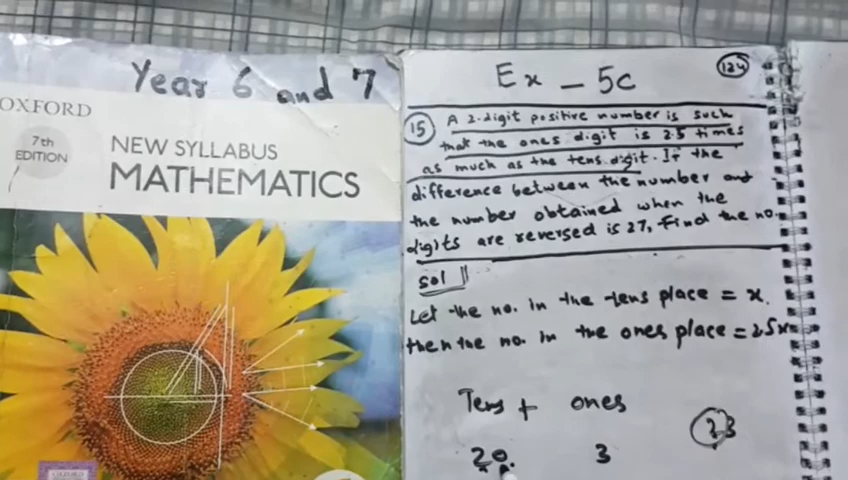 Year 6 and 7
OXFORD
7th
EDITION
NEW SYLLABUS
MATHEMATICS
OXFORD
Ex - 5C
124
15 A 2-digit positive number is such
that the ones digit is 2.5 times
as much as the tens digit. If the
difference between the number and
the number obtained when the
digits are reversed is 27, find the no.
Sol
Let the no. in the tens place = x.
then the no. in the ones place = 2.5x
Tens + ones
20. 3
23